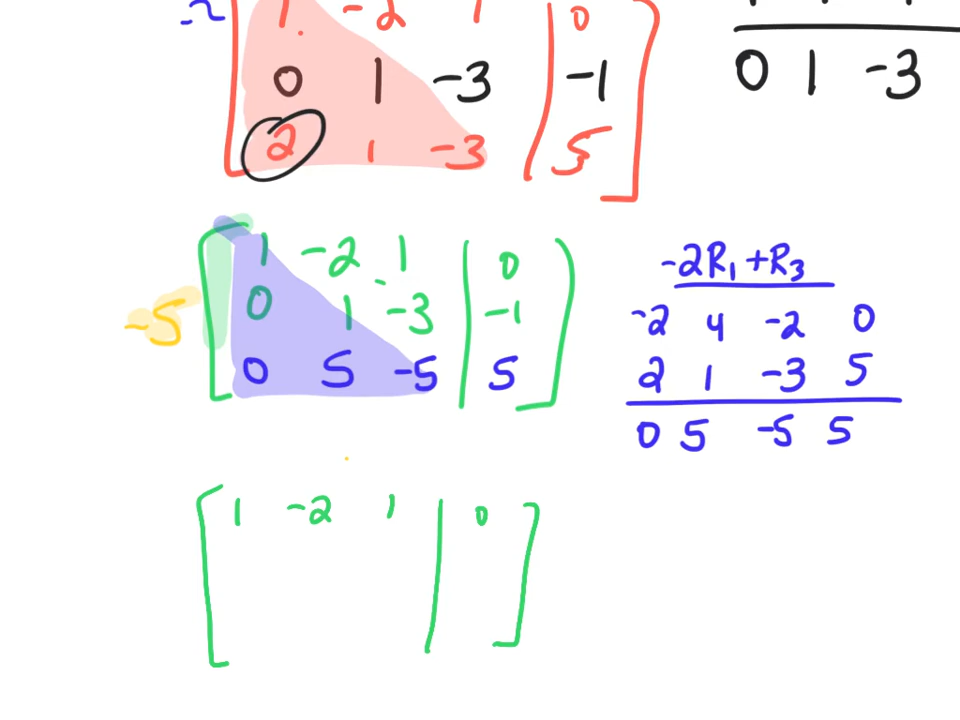 -2 1 -2 1 0
0 1 -3 -1
0 1 -3
2 1 -3 5
1 -2 1 0
-2R1 + R3
-5 0 1 -3 -1
-2 4 -2 0
0 5 -5 5
2 1 -3 5
0 5 -5 5
1 -2 1 0